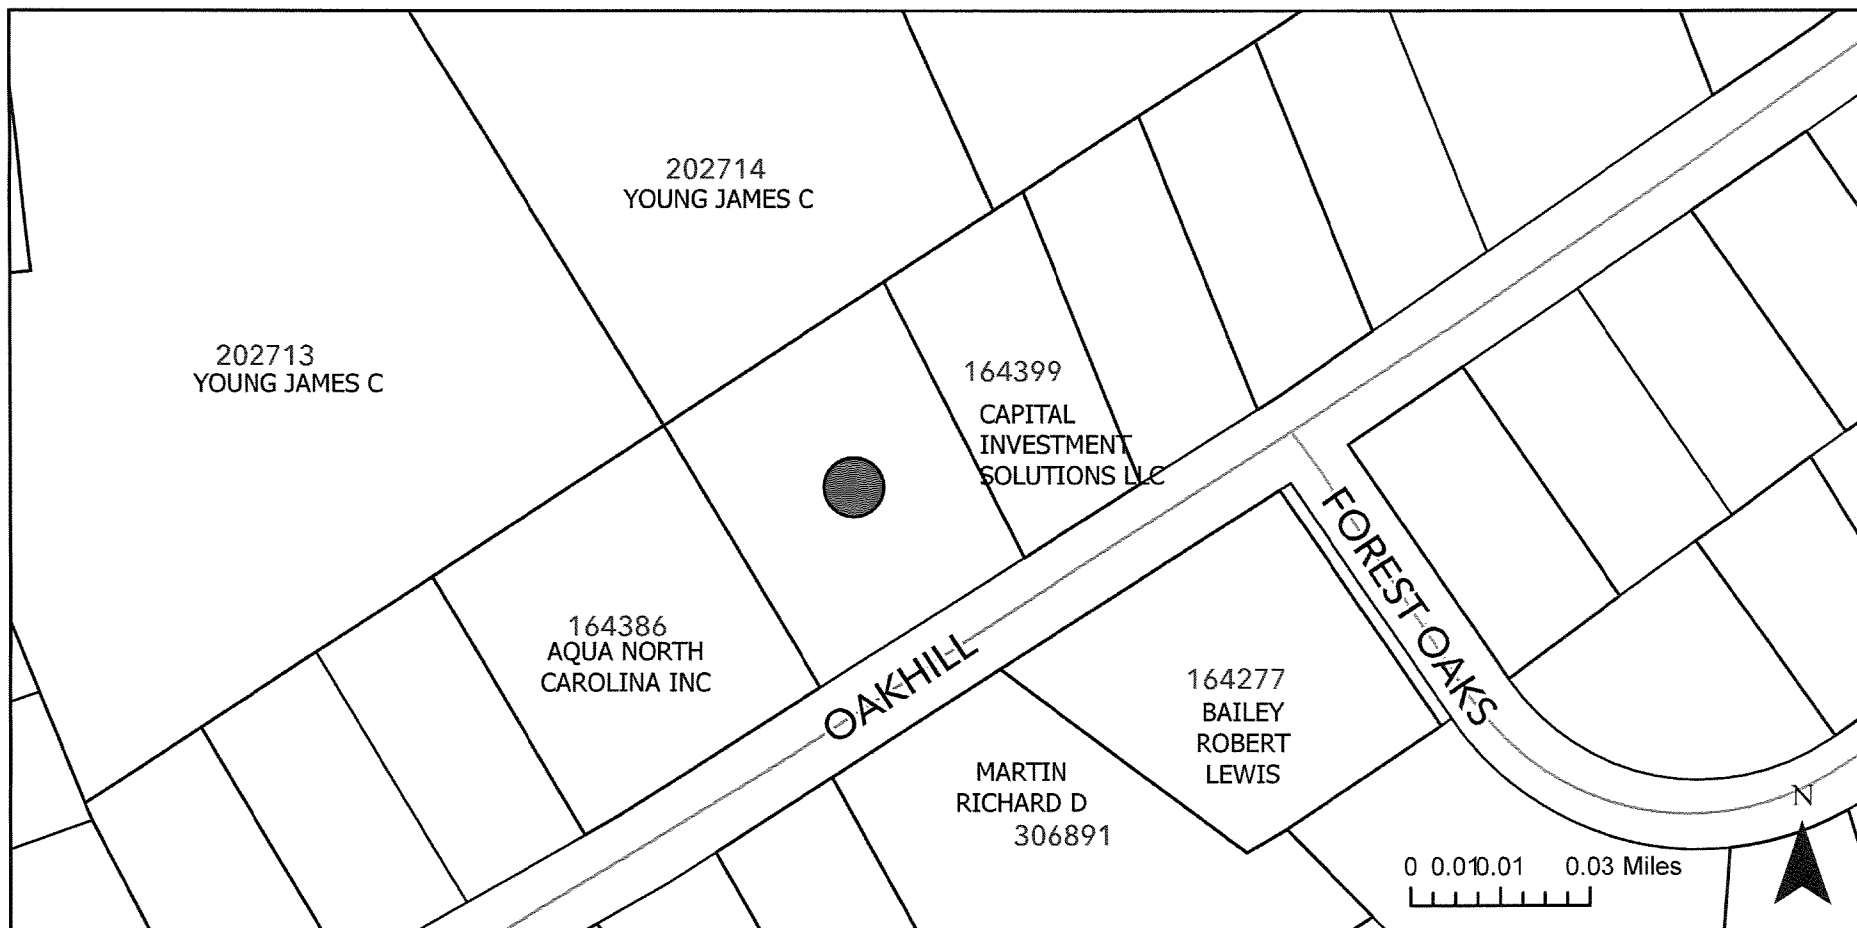 202714
YOUNG JAMES C
202713
YOUNG JAMES C
164399
CAPITAL
INVESTMENT
SOLUTIONS LLC
164386
AQUA NORTH
CAROLINA INC
OAKHILL
FOREST OAKS
164277
BAILEY
ROBERT
LEWIS
MARTIN
RICHARD D
306891
N
0 0.010.01 0.03 Miles